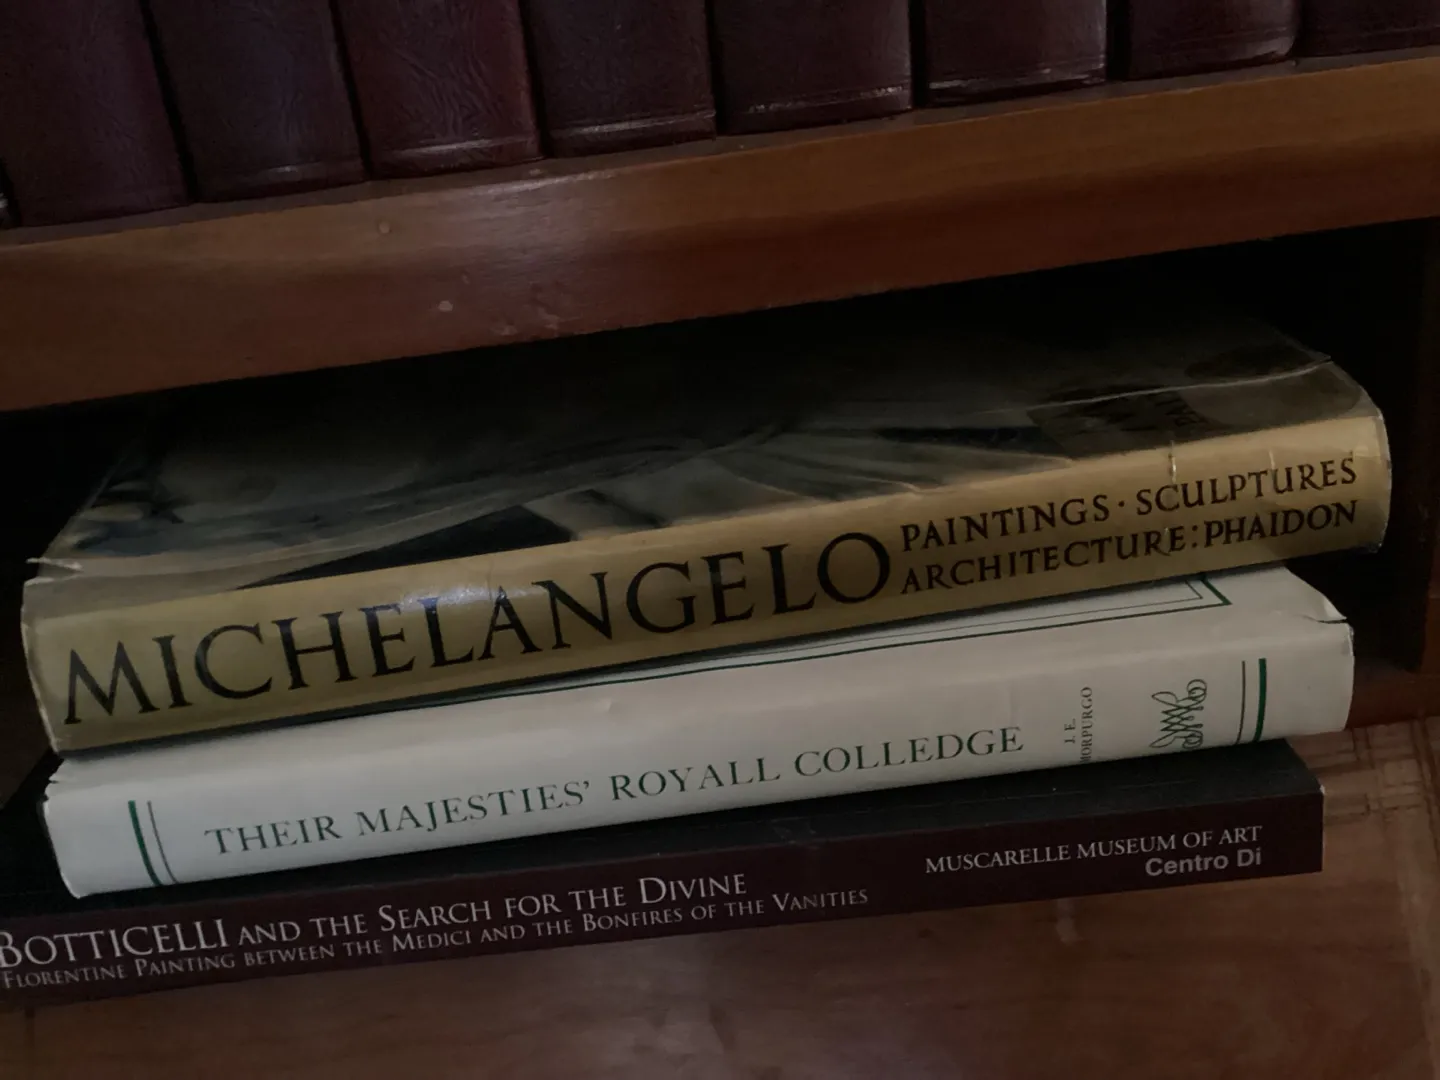 MICHELANGELO
PAINTINGS · SCULPTURES
ARCHITECTURE : PHAIDON
THEIR MAJESTIES' ROYALL COLLEDGE
J. E.
MORPURGO
BOTTICELLI AND THE SEARCH FOR THE DIVINE
FLORENTINE PAINTING BETWEEN THE MEDICI AND THE BONFIRES OF THE VANITIES
MUSCARELLE MUSEUM OF ART
Centro Di